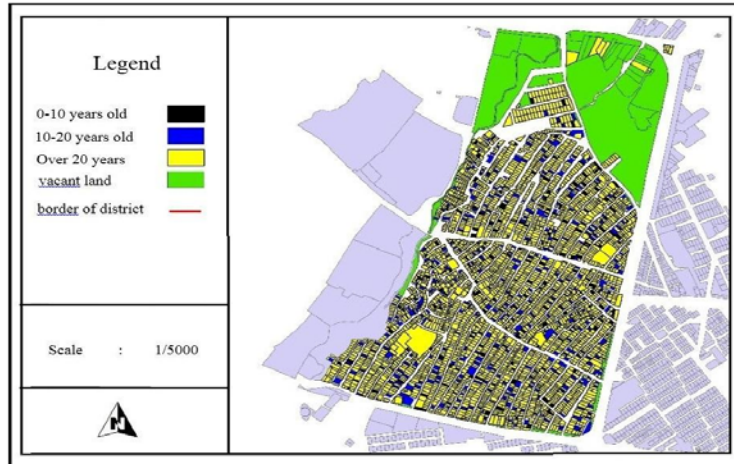 Legend
0-10 years old
10-20 years old
Over 20 years
vacant land
border of district
Scale : 1/5000
N